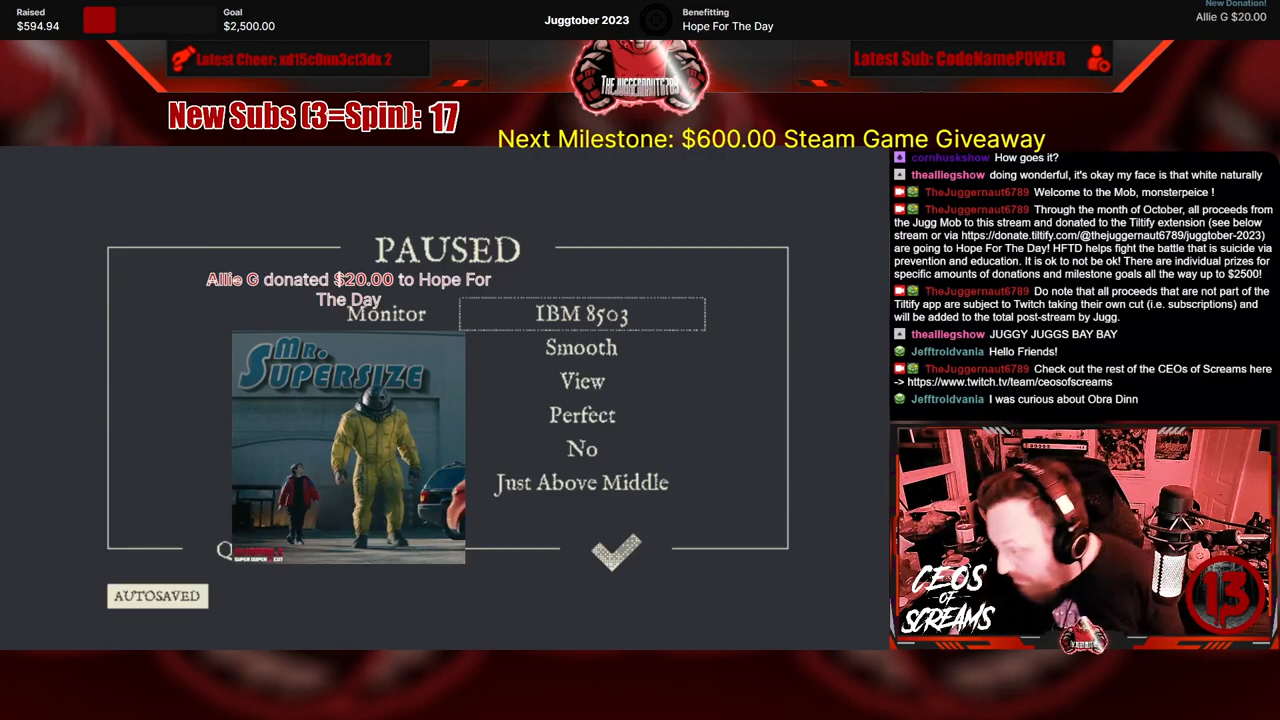 Raised
$594.94
Goal
$2,500.00
Juggtober 2023
Benefitting
Hope For The Day
New Donation!
Allie G $20.00
Latest Cheer: xd15c0nn3ct3dx 2
THEJUGGERNAUT6789
Latest Sub: CodeNamePOWER
New Subs (3=Spin): 17
Next Milestone: $600.00 Steam Game Giveaway
cornhuskshow How goes it?
thealliegshow doing wonderful, it's okay my face is that white naturally
TheJuggernaut6789 Welcome to the Mob, monsterpeice !
TheJuggernaut6789 Through the month of October, all proceeds from
the Jugg Mob to this stream and donated to the Tiltify extension (see below
stream or via https://donate.tiltify.com/@thejuggernaut6789/juggtober-2023)
are going to Hope For The Day! HFTD helps fight the battle that is suicide via
prevention and education. It is ok to not be ok! There are individual prizes for
specific amounts of donations and milestone goals all the way up to $2500!
TheJuggernaut6789 Do note that all proceeds that are not part of the
Tiltify app are subject to Twitch taking their own cut (i.e. subscriptions) and
will be added to the total post-stream by Jugg.
thealliegshow JUGGY JUGGS BAY BAY
Jefftroidvania Hello Friends!
TheJuggernaut6789 Check out the rest of the CEOs of Screams here
-> https://www.twitch.tv/team/ceosofscreams
Jefftroidvania I was curious about Obra Dinn
PAUSED
Allie G donated $20.00 to Hope For
The Day
Monitor
IBM 8503
Smooth
View
Perfect
No
Just Above Middle
MR.
SUPERSIZE
AUTOSAVED
CEOS
OF
SCREAMS
13